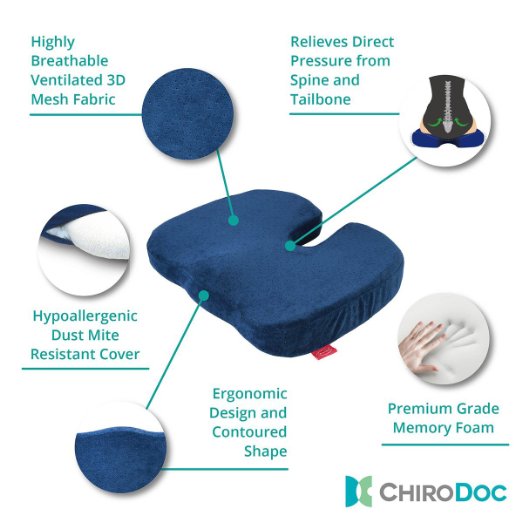 Highly
Breathable
Ventilated 3D
Mesh Fabric
Relieves Direct
Pressure from
Spine and
Tailbone
Hypoallergenic
Dust Mite
Resistant Cover
Ergonomic
Design and
Contoured
Shape
Premium Grade
Memory Foam
CHIRODOC